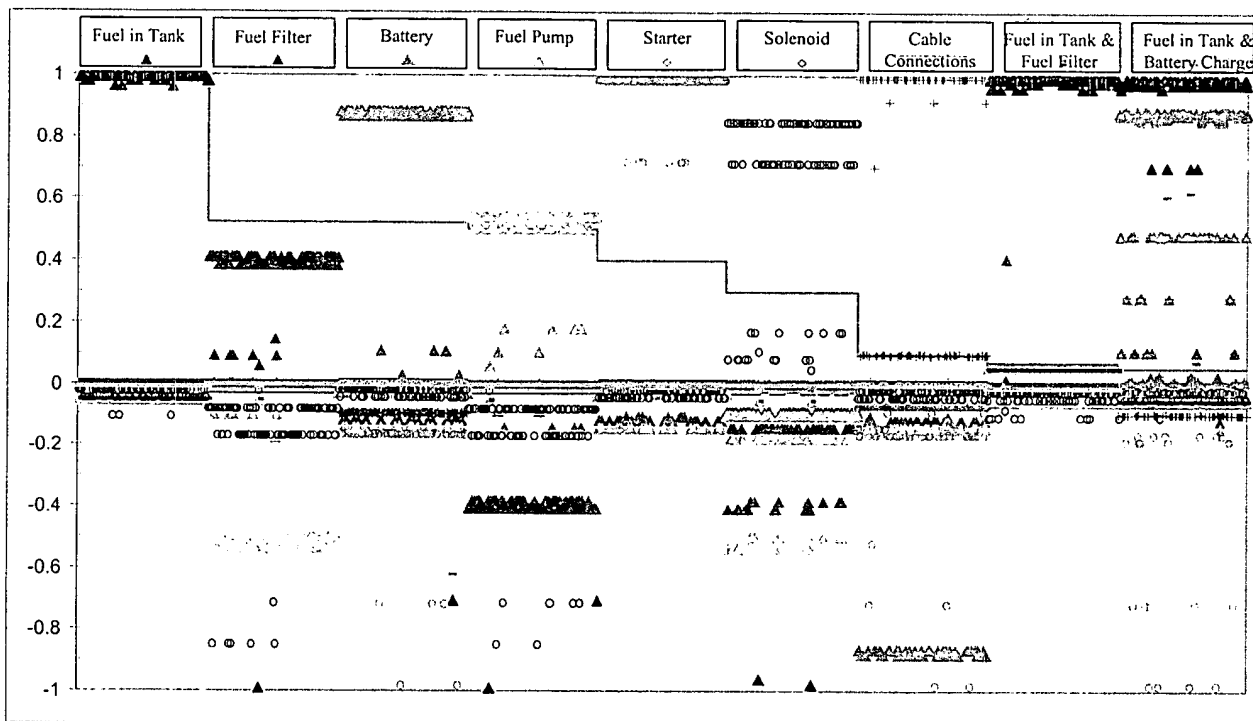 Fuel in Tank
Fuel Filter
Battery
Fuel Pump
Starter
Solenoid
Cable
Connections
Fuel in Tank &
Fuel Filter
Fuel in Tank &
Battery Charge
1
0.8
0.6
0.4
0.2
0
-0.2
-0.4
-0.6
-0.8
-1